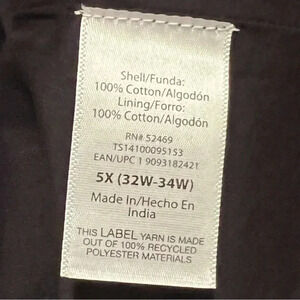 Shell/Funda:
100% Cotton/Algodón
Lining/Forro:
100% Cotton/Algodón
RN# 52469
TS14100095153
EAN/UPC 1 9093182421
5X (32W-34W)
Made In/Hecho En
India
THIS LABEL YARN IS MADE
OUT OF 100% RECYCLED
POLYESTER MATERIALS